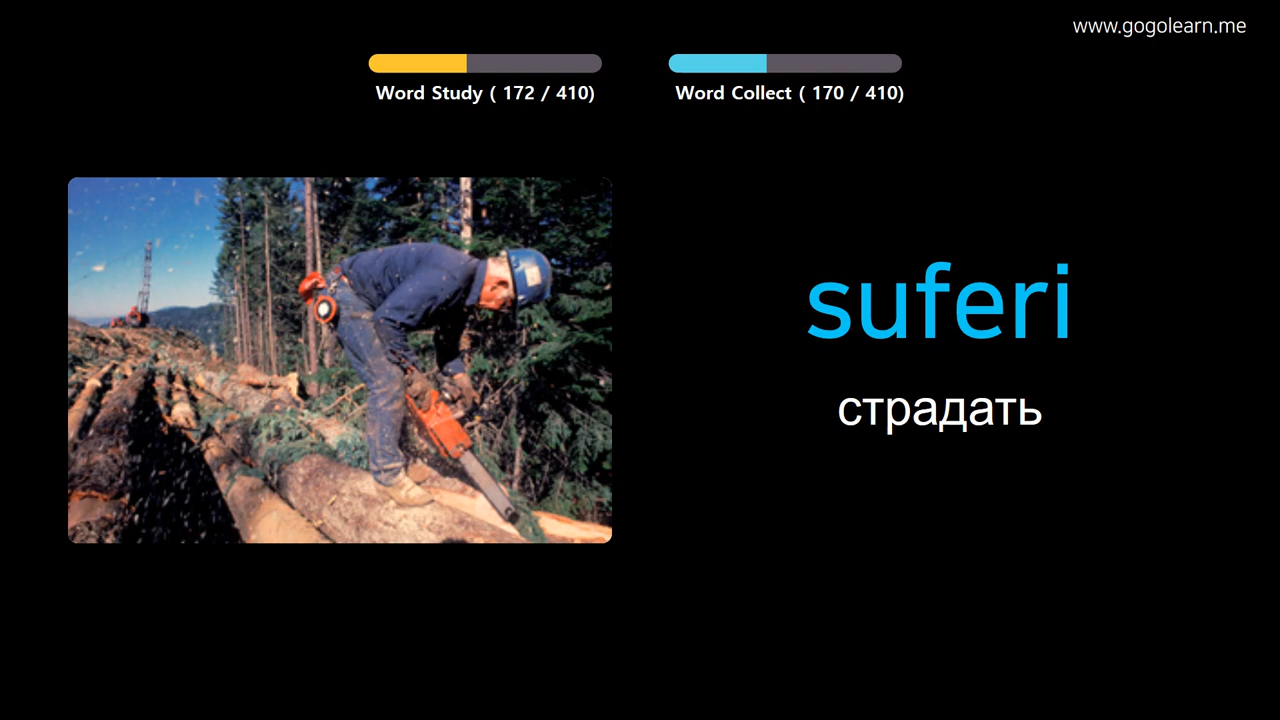 www.gogolearn.me
Word Study ( 172 / 410)
Word Collect ( 170 / 410)
suferi
страдать